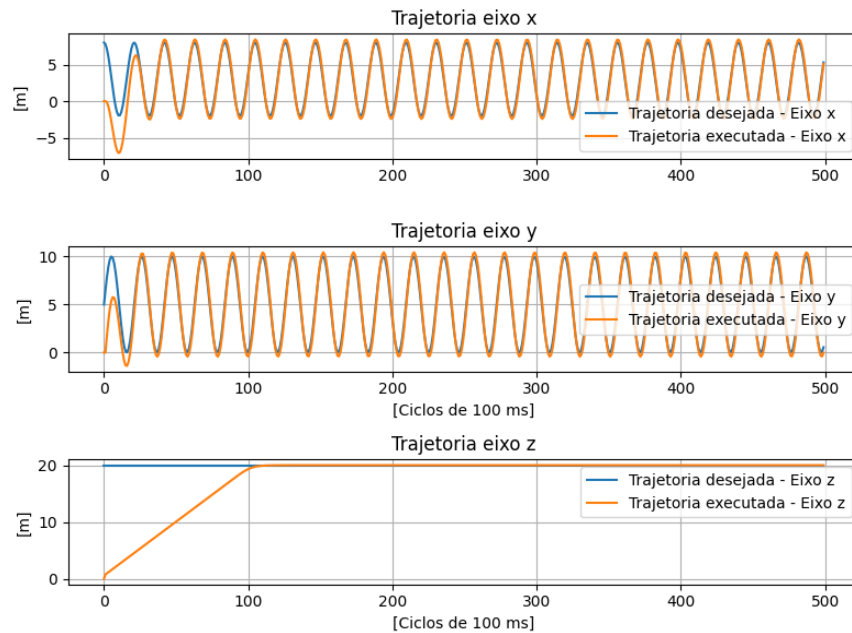 Trajetoria eixo x
[m]
5
0
−5
Trajetoria desejada - Eixo x
Trajetoria executada - Eixo x
0 100 200 300 400 500
Trajetoria eixo y
[m]
10
5
0
Trajetoria desejada - Eixo y
Trajetoria executada - Eixo y
0 100 200 300 400 500
[Ciclos de 100 ms]
Trajetoria eixo z
[m]
20
10
0
Trajetoria desejada - Eixo z
Trajetoria executada - Eixo z
0 100 200 300 400 500
[Ciclos de 100 ms]